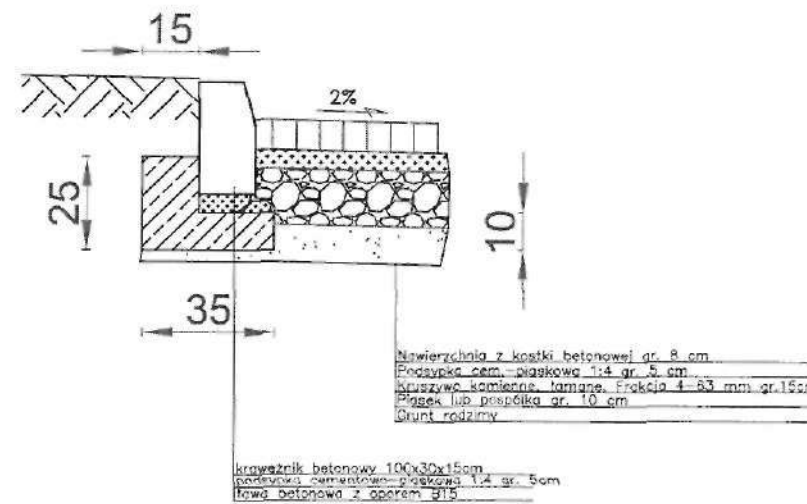 15
2%
25
10
35
Nawierzchnia z kostki betonowej gr. 8 cm
Podsypka cem.-piaskowa 1:4 gr. 5 cm
Kruszywo kamienne, łamane, Frakcja 4-63 mm gr.15cm
Piasek lub pospółka gr. 10 cm
Grunt rodzimy
krawężnik betonowy 100x30x15cm
podsypka cementowo-piaskowa 1:4 gr. 5cm
ława betonowa z oporem B15